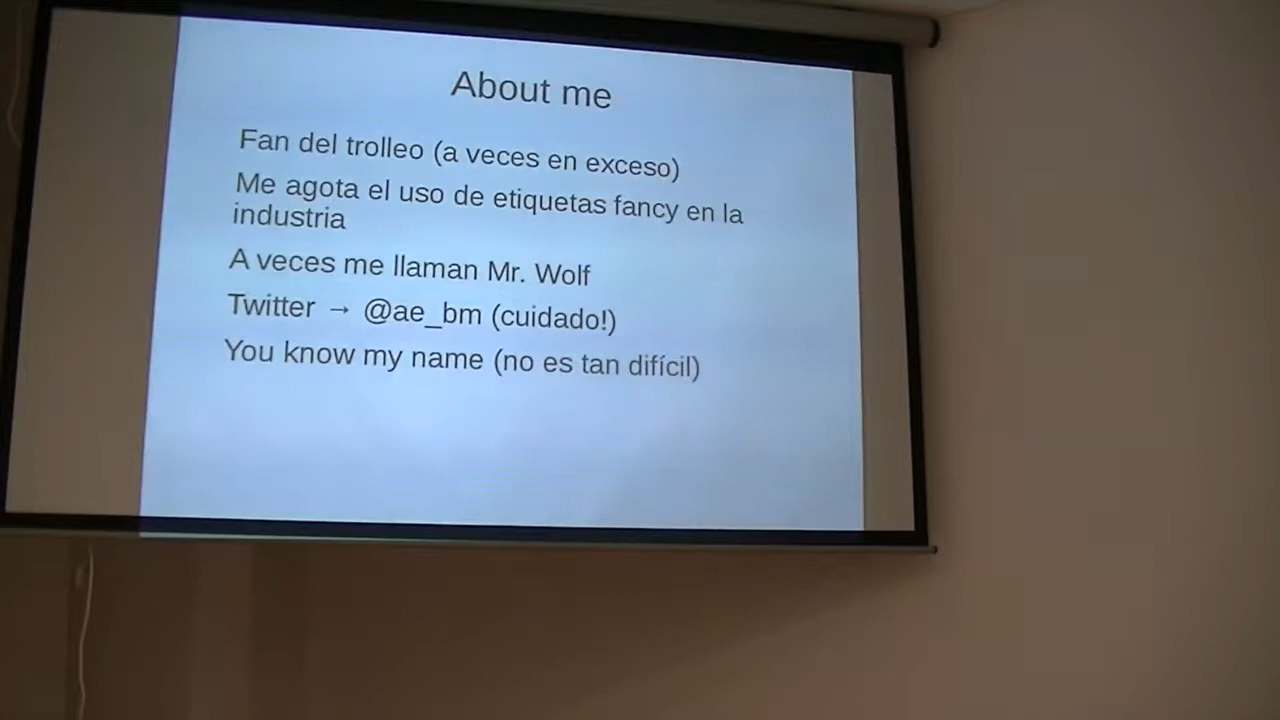 About me
Fan del trolleo (a veces en exceso)
Me agota el uso de etiquetas fancy en la
industria
A veces me llaman Mr. Wolf
Twitter → @ae_bm (cuidado!)
You know my name (no es tan difícil)